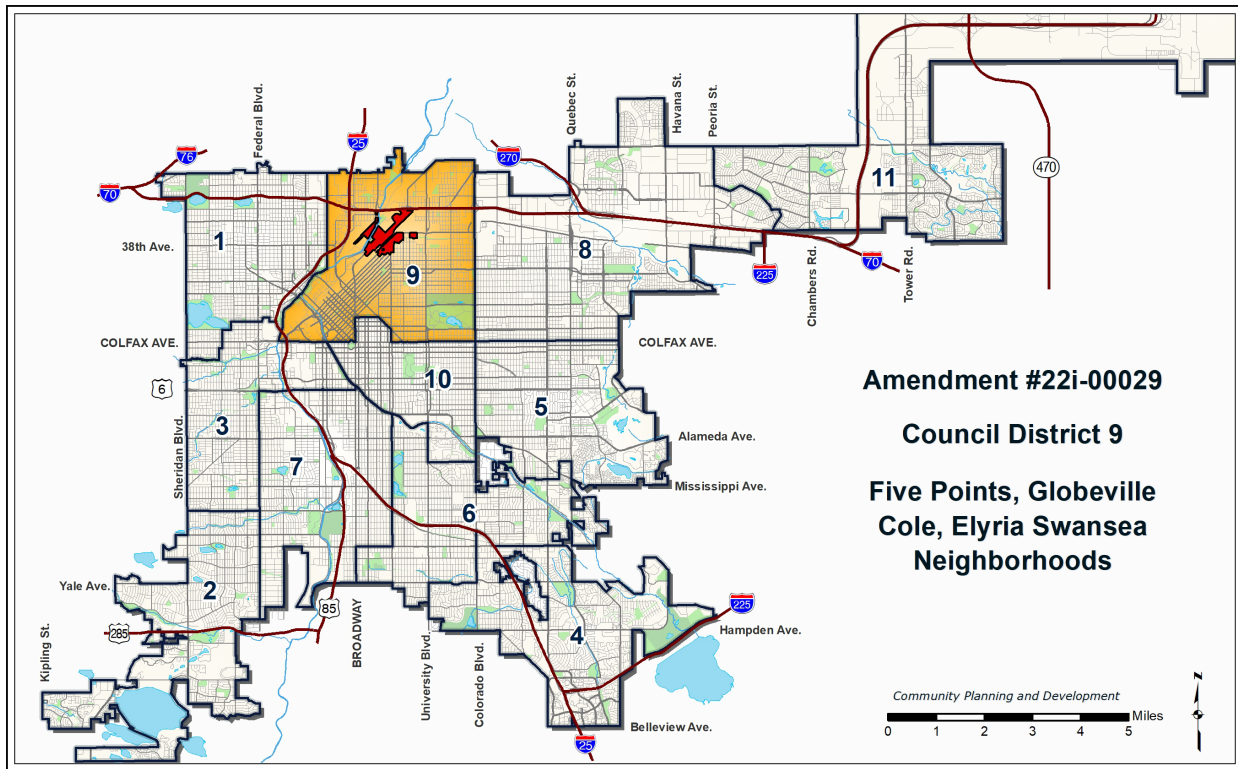 Federal Blvd.
Quebec St.
Havana St.
Peoria St.
25
76
270
70
470
11
1
38th Ave.
8
9
225
70
Chambers Rd.
Tower Rd.
COLFAX AVE.
COLFAX AVE.
6
10
5
3
Sheridan Blvd.
Alameda Ave.
7
Mississippi Ave.
6
Amendment #22i-00029
Council District 9
Five Points, Globeville
Cole, Elyria Swansea
Neighborhoods
Yale Ave.
2
85
285
BROADWAY
University Blvd.
Colorado Blvd.
4
225
Hampden Ave.
Kipling St.
Belleview Ave.
25
Community Planning and Development
Miles
0 1 2 3 4 5
N